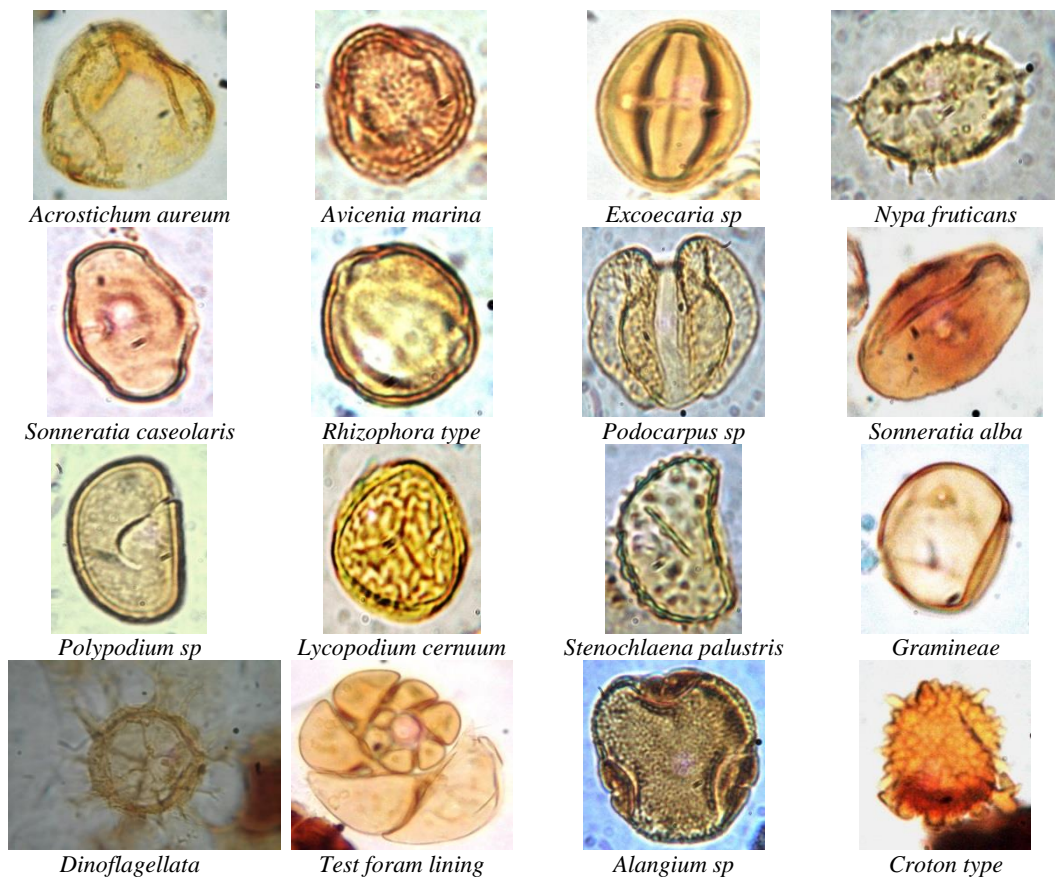 Acrostichum aureum
Avicenia marina
Excoecaria sp
Nypa fruticans
Sonneratia caseolaris
Rhizophora type
Podocarpus sp
Sonneratia alba
Polypodium sp
Lycopodium cernuum
Stenochlaena palustris
Gramineae
Dinoflagellata
Test foram lining
Alangium sp
Croton type